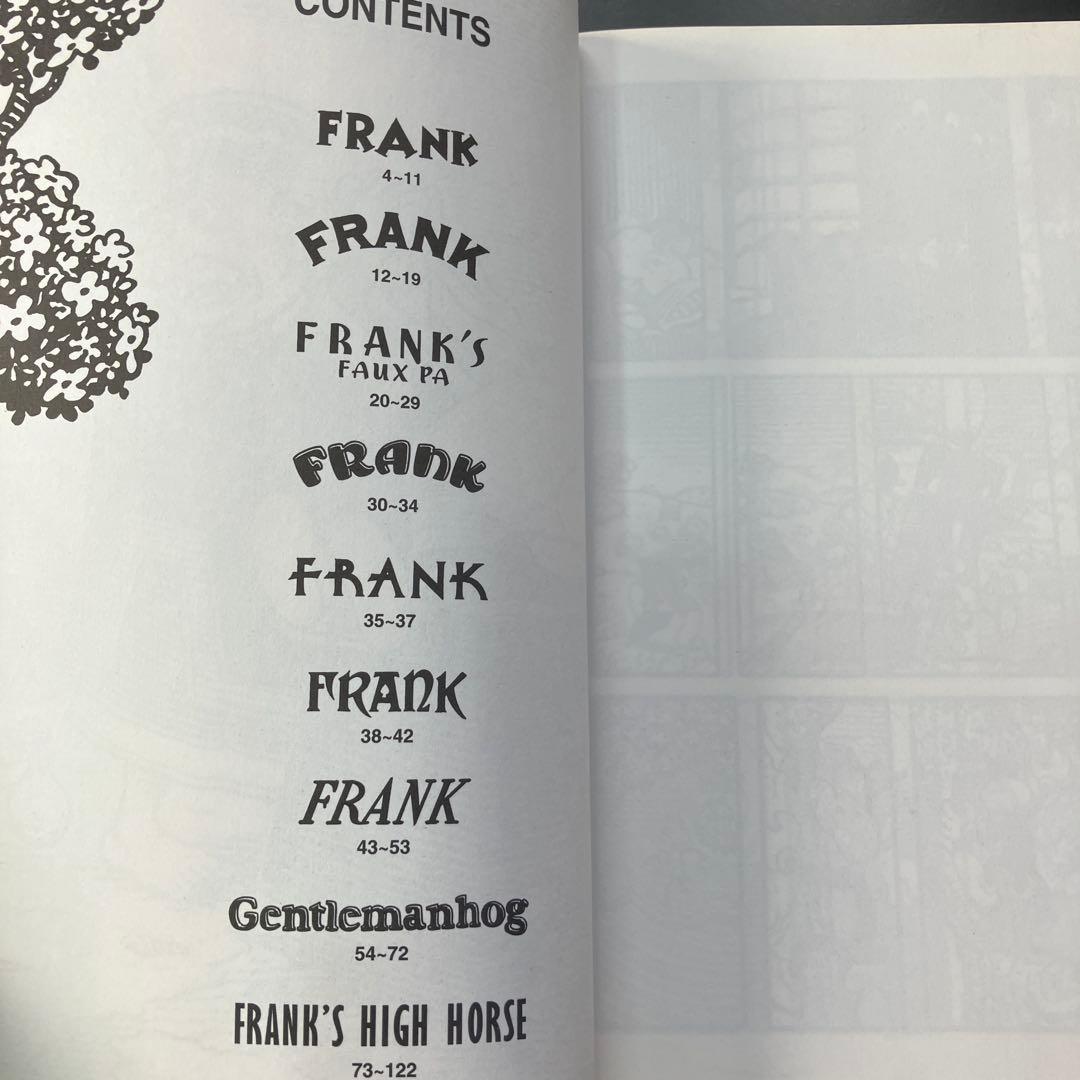 CONTENTS
FRANK
4~11
FRANK
12~19
FRANK'S
FAUX PA
20~29
FRANK
30~34
FRANK
35~37
FRANK
38~42
FRANK
43~53
Gentlemanhog
54~72
FRANK'S HIGH HORSE
73~122